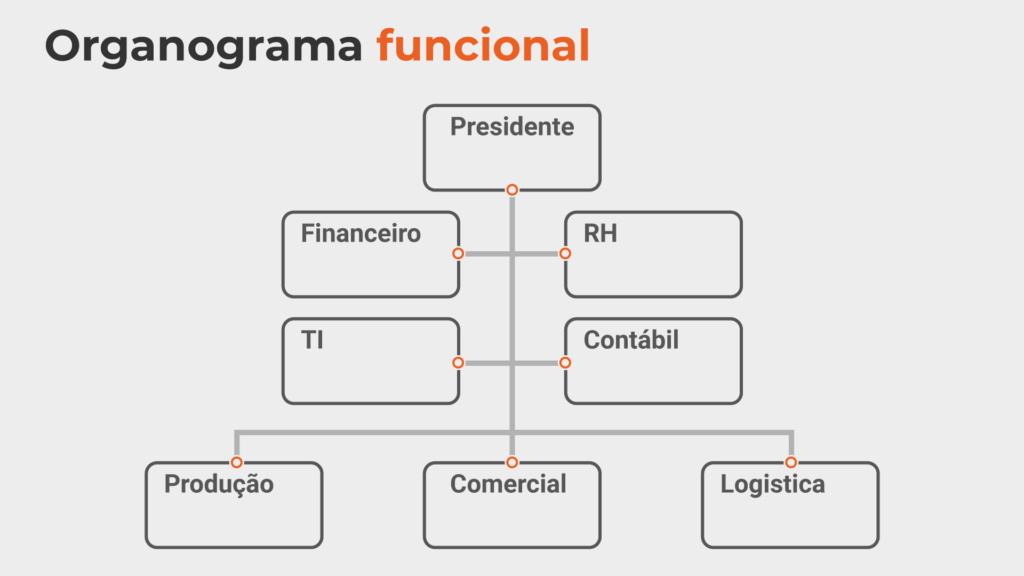 Organograma funcional
Presidente
Financeiro
RH
TI
Contábil
Produção
Comercial
Logistica